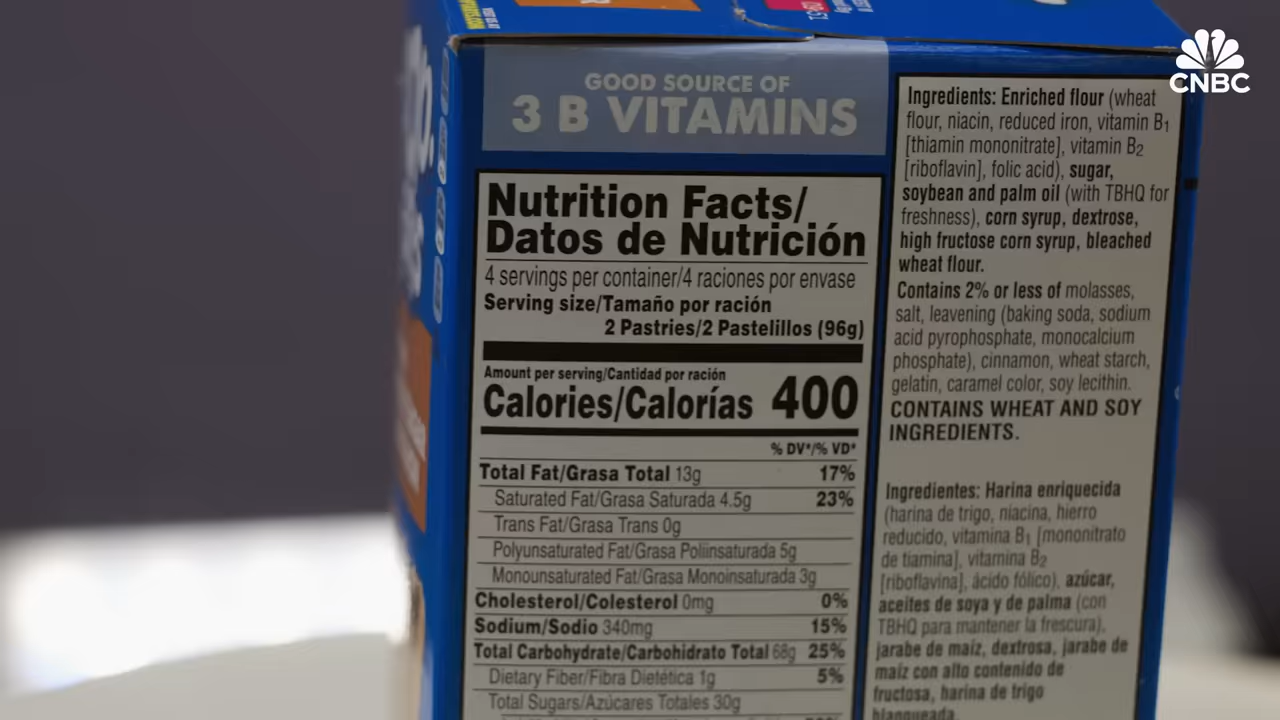 CNBC
GOOD SOURCE OF
3 B VITAMINS
Nutrition Facts/
Datos de Nutrición
4 servings per container/4 raciones por envase
Serving size/Tamaño por ración
2 Pastries/2 Pastelillos (96g)
Amount per serving/Cantidad por ración
Calories/Calorías 400
% DV*/% VD*
Total Fat/Grasa Total 13g 17%
Saturated Fat/Grasa Saturada 4.5g 23%
Trans Fat/Grasa Trans 0g
Polyunsaturated Fat/Grasa Poliinsaturada 5g
Monounsaturated Fat/Grasa Monoinsaturada 3g
Cholesterol/Colesterol 0mg 0%
Sodium/Sodio 340mg 15%
Total Carbohydrate/Carbohidrato Total 68g 25%
Dietary Fiber/Fibra Dietética 1g 5%
Total Sugars/Azúcares Totales 30g
Ingredients: Enriched flour (wheat
flour, niacin, reduced iron, vitamin B1
[thiamin mononitrate], vitamin B2
[riboflavin], folic acid), sugar,
soybean and palm oil (with TBHQ for
freshness), corn syrup, dextrose,
high fructose corn syrup, bleached
wheat flour.
Contains 2% or less of molasses,
salt, leavening (baking soda, sodium
acid pyrophosphate, monocalcium
phosphate), cinnamon, wheat starch,
gelatin, caramel color, soy lecithin.
CONTAINS WHEAT AND SOY
INGREDIENTS.
Ingredientes: Harina enriquecida
(harina de trigo, niacina, hierro
reducido, vitamina B1 [mononitrato
de tiamina], vitamina B2
[riboflavina], ácido fólico), azúcar,
aceites de soya y de palma (con
TBHQ para mantener la frescura),
jarabe de maíz, dextrosa, jarabe de
maíz con alto contenido de
fructosa, harina de trigo
blanqueada.